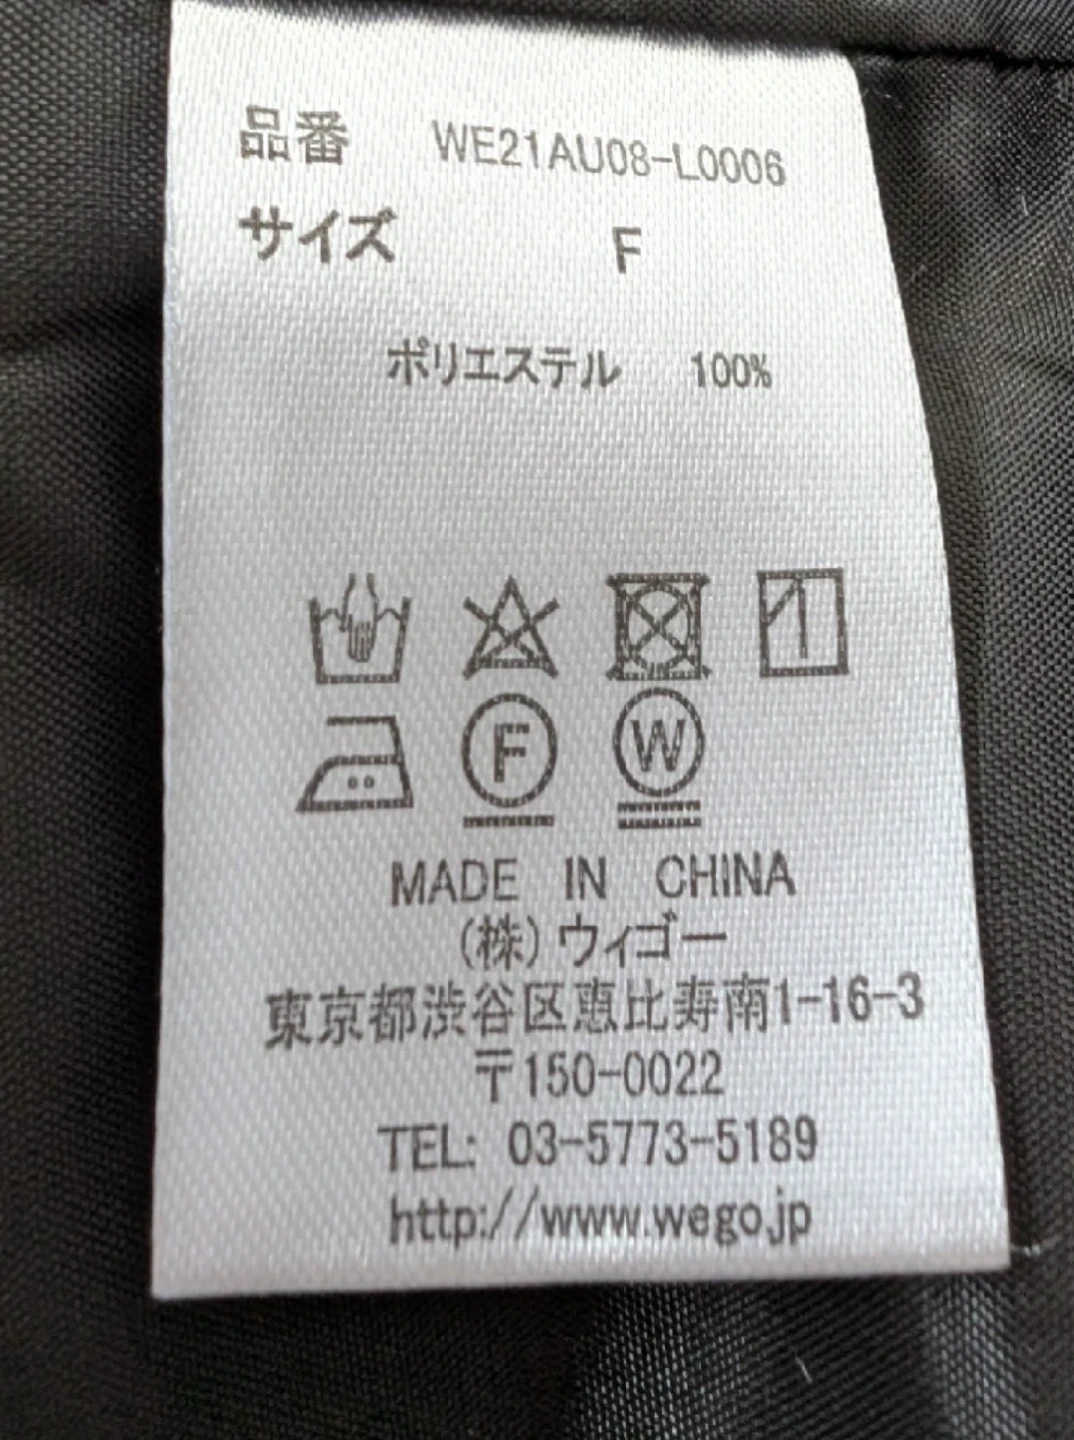 品番 WE21AU08-L0006
サイズ F
ポリエステル 100%
F W
MADE IN CHINA
(株)ウィゴー
東京都渋谷区恵比寿南1-16-3
〒150-0022
TEL: 03-5773-5189
http://www.wego.jp